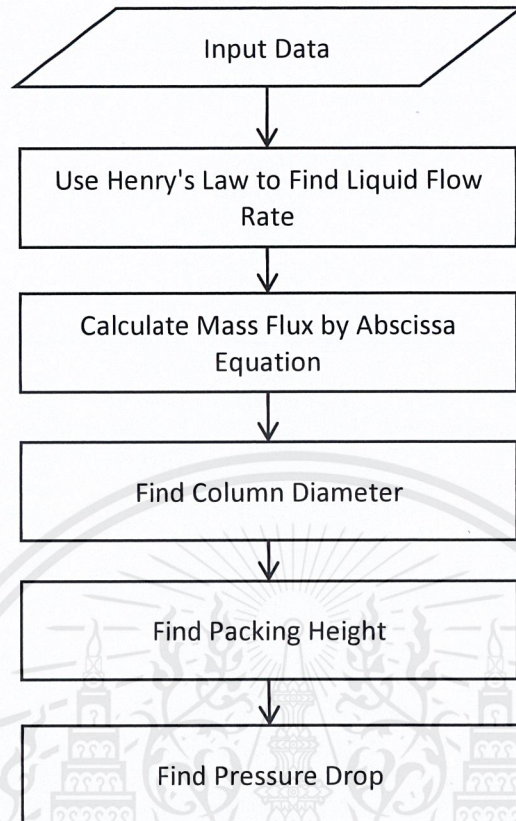 Input Data
Use Henry's Law to Find Liquid Flow
Rate
Calculate Mass Flux by Abscissa
Equation
Find Column Diameter
Find Packing Height
Find Pressure Drop